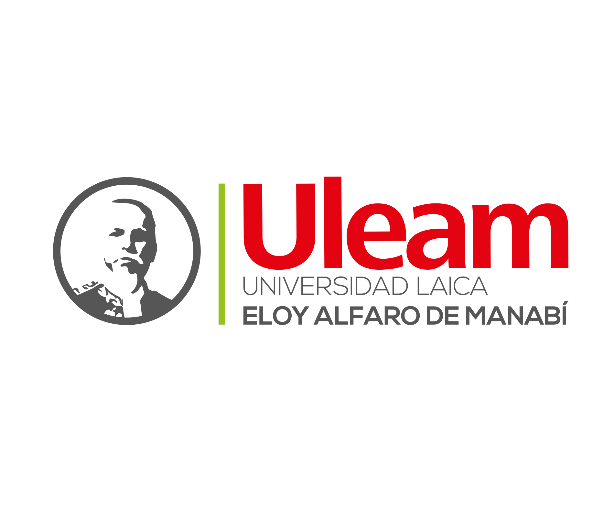 Uleam
UNIVERSIDAD LAICA
ELOY ALFARO DE MANABÍ